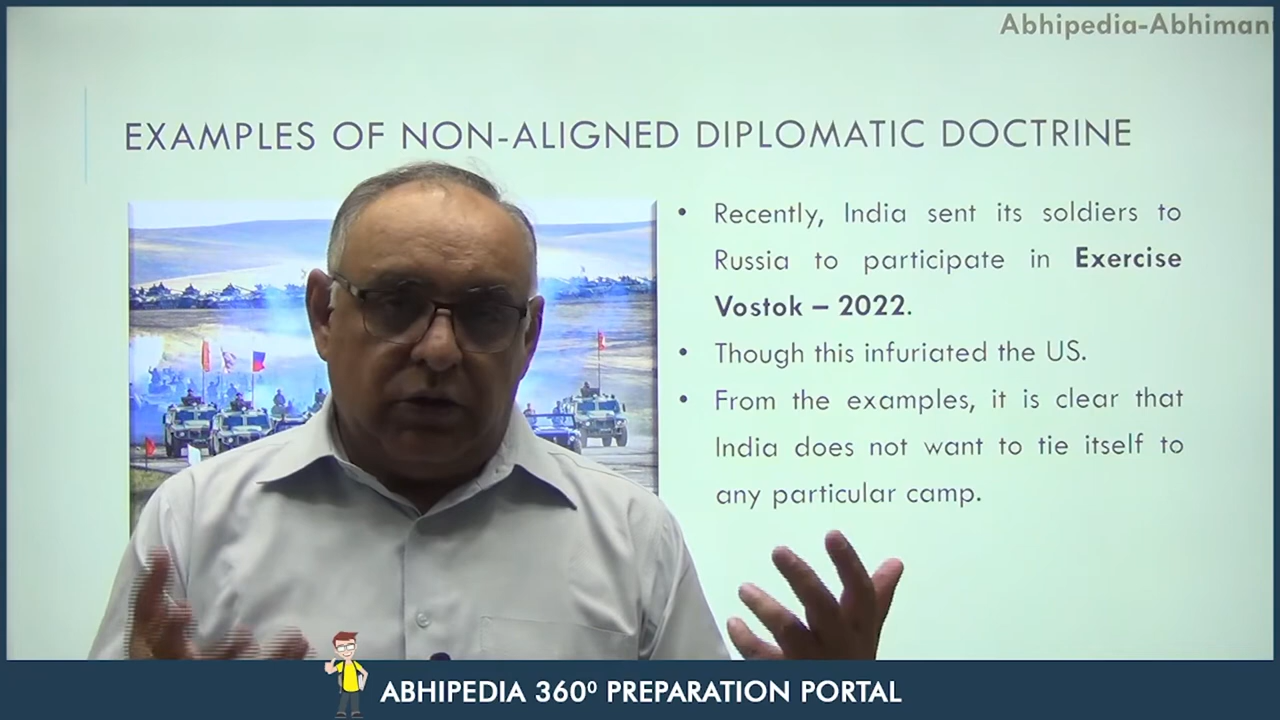 Abhipedia-Abhiman
EXAMPLES OF NON-ALIGNED DIPLOMATIC DOCTRINE
• Recently, India sent its soldiers to
Russia to participate in Exercise
Vostok – 2022.
• Though this infuriated the US.
• From the examples, it is clear that
India does not want to tie itself to
any particular camp.
ABHIPEDIA 360⁰ PREPARATION PORTAL